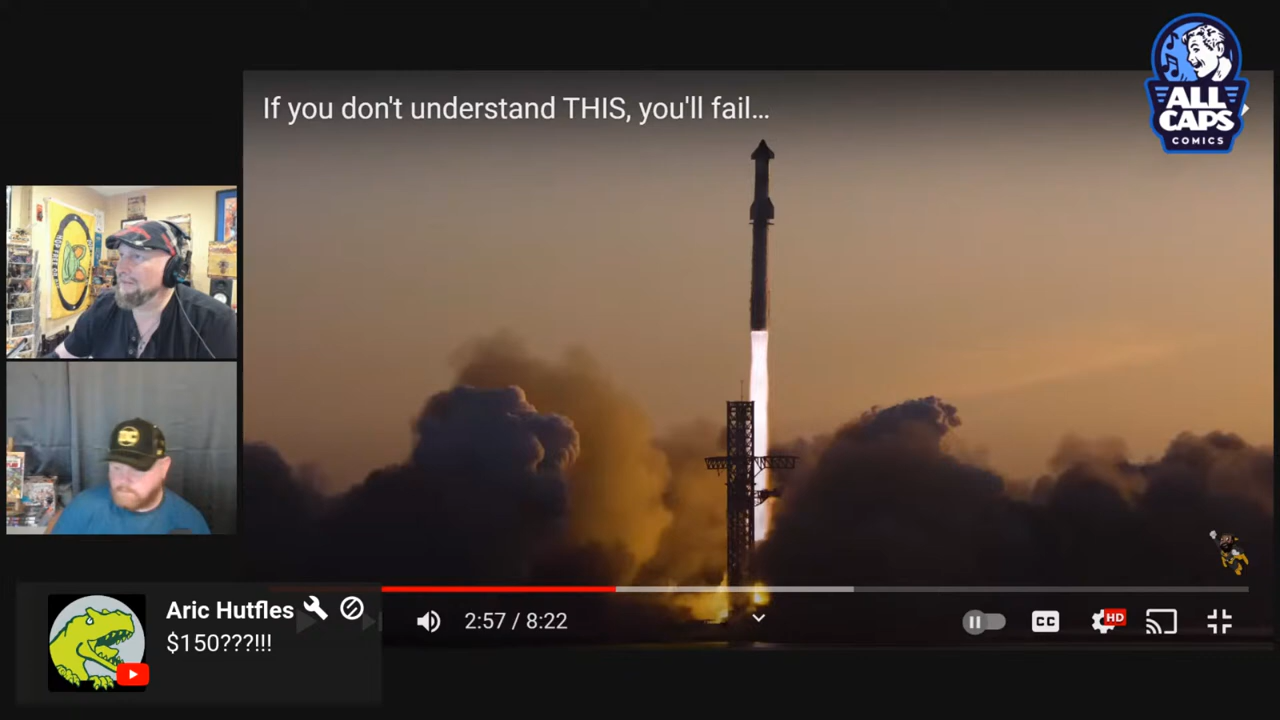 If you don't understand THIS, you'll fail...
ALL
CAPS
COMICS
Aric Hutfles
$150???!!!
2:57 / 8:22
CC
HD